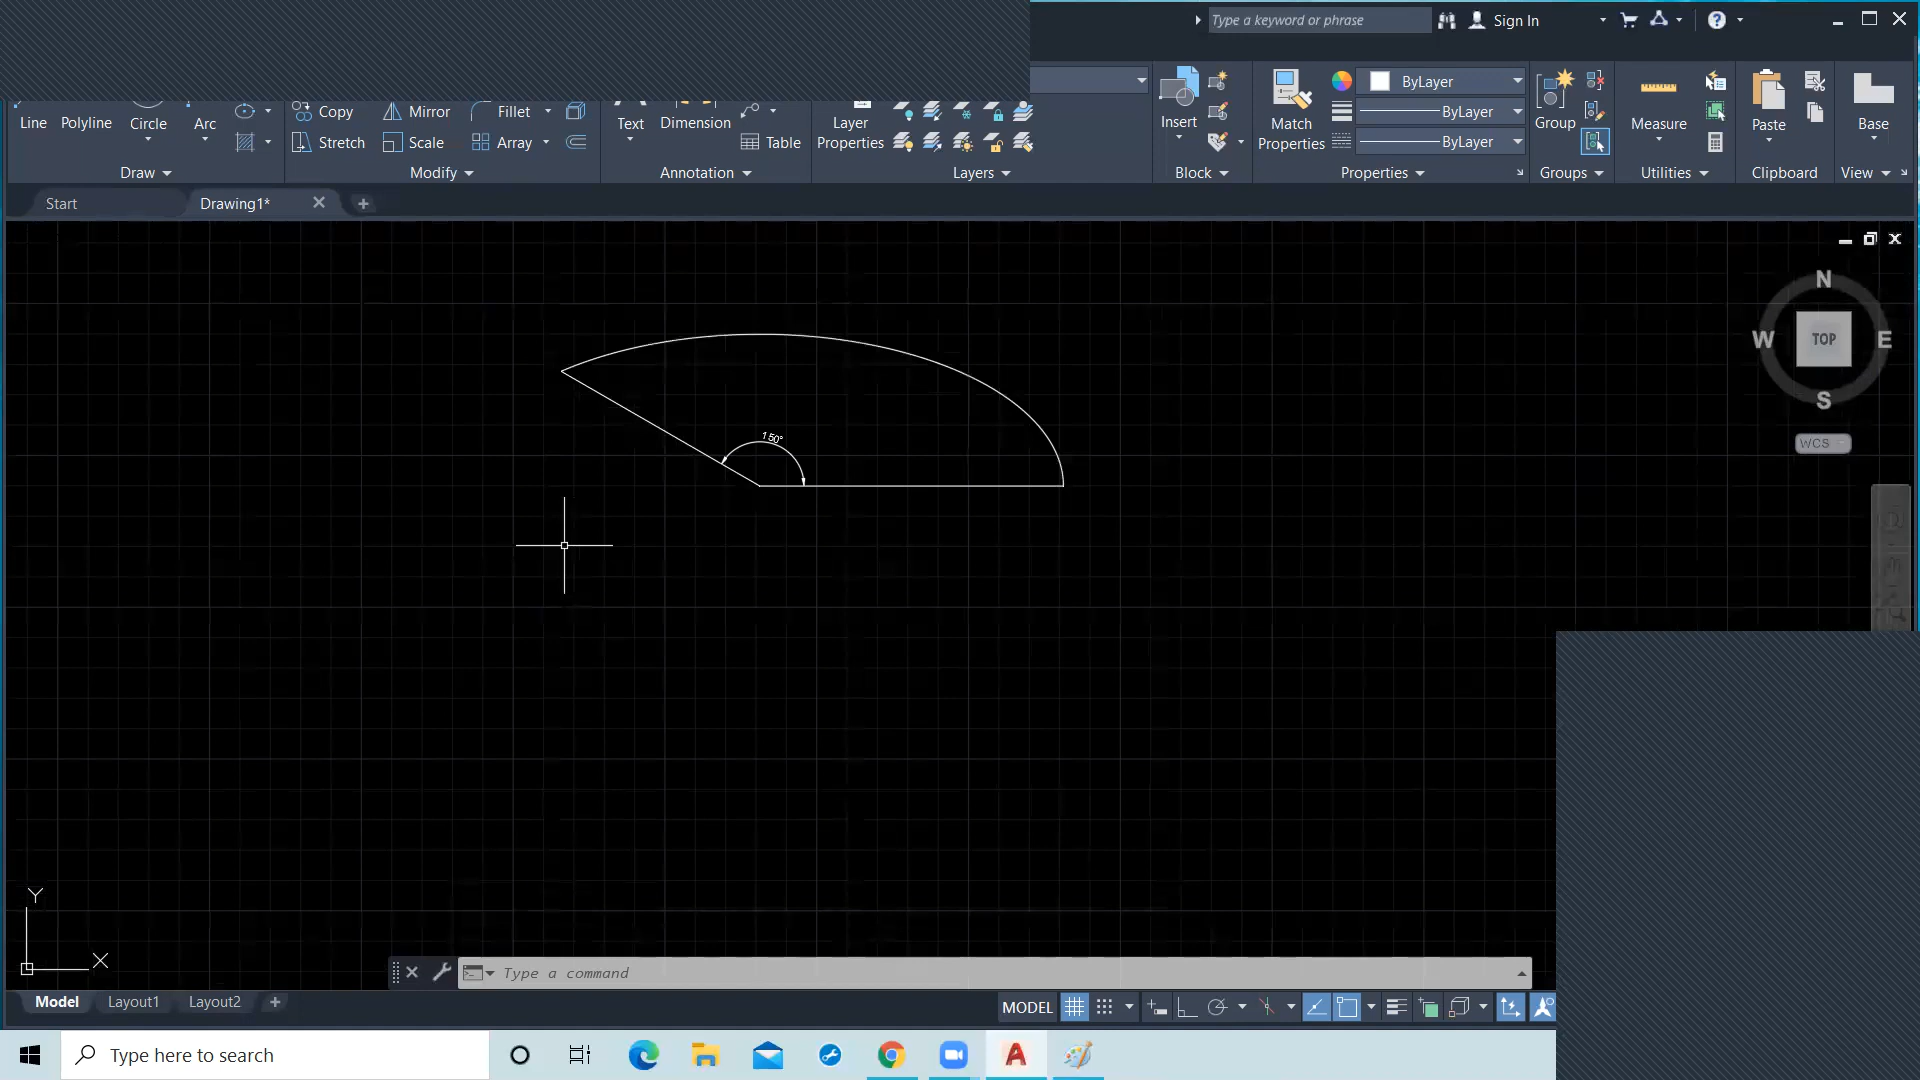 Type a keyword or phrase
Sign In
Line
Polyline
Circle
Arc
Copy
Mirror
Fillet
Stretch
Scale
Array
Text
Dimension
Table
Layer
Properties
Insert
Match
Properties
ByLayer
ByLayer
ByLayer
Group
Measure
Paste
Base
Draw
Modify
Annotation
Layers
Block
Properties
Groups
Utilities
Clipboard
View
Start
Drawing1*
N
W
TOP
E
S
WCS
150°
Y
X
Type a command
Model
Layout1
Layout2
MODEL
Type here to search